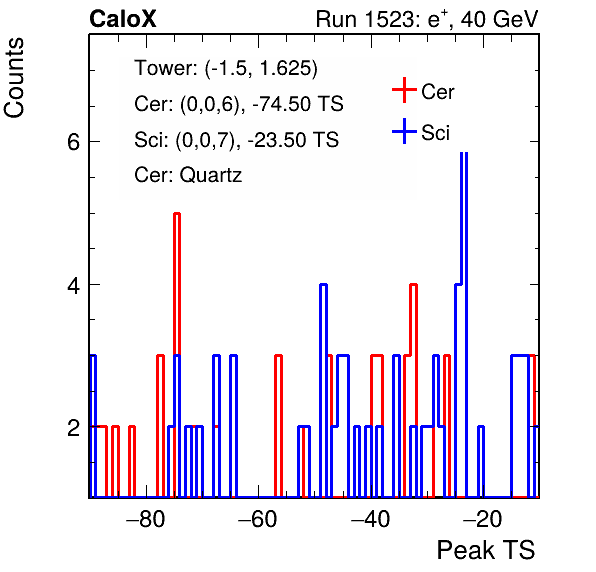 CaloX Run 1523: e⁺, 40 GeV
Counts
Tower: (-1.5, 1.625)
Cer: (0,0,6), -74.50 TS
Sci: (0,0,7), -23.50 TS
Cer: Quartz
Cer
Sci
6
4
2
−80 −60 −40 −20
Peak TS